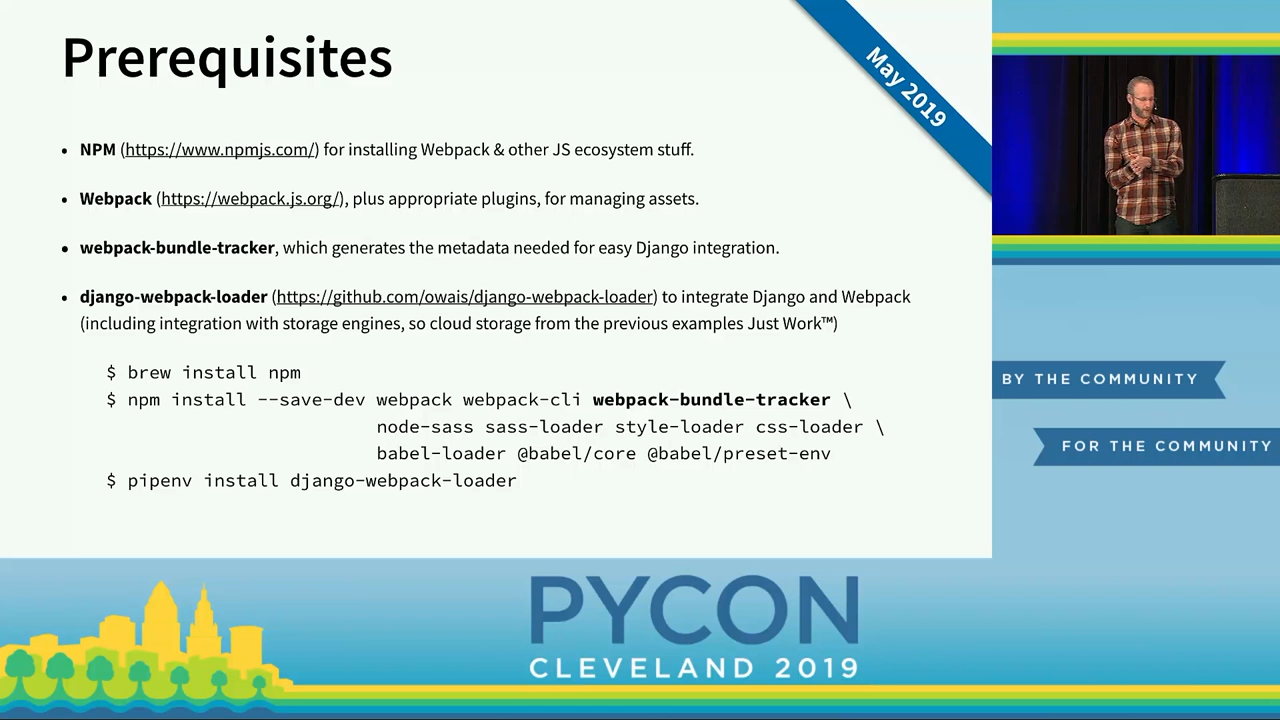 Prerequisites
May 2019
• NPM (https://www.npmjs.com/) for installing Webpack & other JS ecosystem stuff.
• Webpack (https://webpack.js.org/), plus appropriate plugins, for managing assets.
• webpack-bundle-tracker, which generates the metadata needed for easy Django integration.
• django-webpack-loader (https://github.com/owais/django-webpack-loader) to integrate Django and Webpack
(including integration with storage engines, so cloud storage from the previous examples Just Work™)
$ brew install npm
$ npm install --save-dev webpack webpack-cli webpack-bundle-tracker \
node-sass sass-loader style-loader css-loader \
babel-loader @babel/core @babel/preset-env
$ pipenv install django-webpack-loader
BY THE COMMUNITY
FOR THE COMMUNITY
PYCON
CLEVELAND 2019